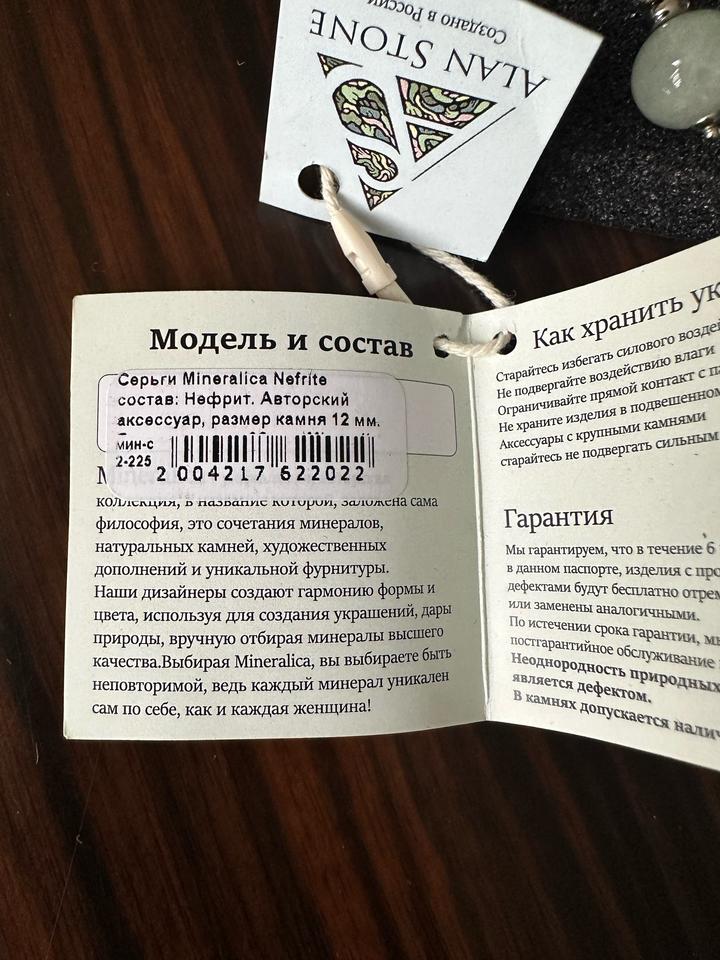 ALAN STONE
Создано в России
Модель и состав
Серьги Mineralica Nefrite
состав: Нефрит. Авторский
аксессуар, размер камня 12 мм.
мин-с
2-225
2 004217 622022
коллекция, в название которой, заложена сама
философия, это сочетания минералов,
натуральных камней, художественных
дополнений и уникальной фурнитуры.
Наши дизайнеры создают гармонию формы и
цвета, используя для создания украшений, дары
природы, вручную отбирая минералы высшего
качества.Выбирая Mineralica, вы выбираете быть
неповторимой, ведь каждый минерал уникален
сам по себе, как и каждая женщина!
Как хранить
Старайтесь избегать силового
Не подвергайте воздействию влаги
Ограничивайте прямой контакт с
Не храните изделия в подвешенном
Аксессуары с крупными камнями
старайтесь не подвергать сильным
Гарантия
Мы гарантируем, что в течение 6
в данном паспорте, изделия с
дефектами будут бесплатно
или заменены аналогичными.
По истечении срока гарантии,
постгарантийное обслуживание
Неоднородность природных
является дефектом.
В камнях допускается